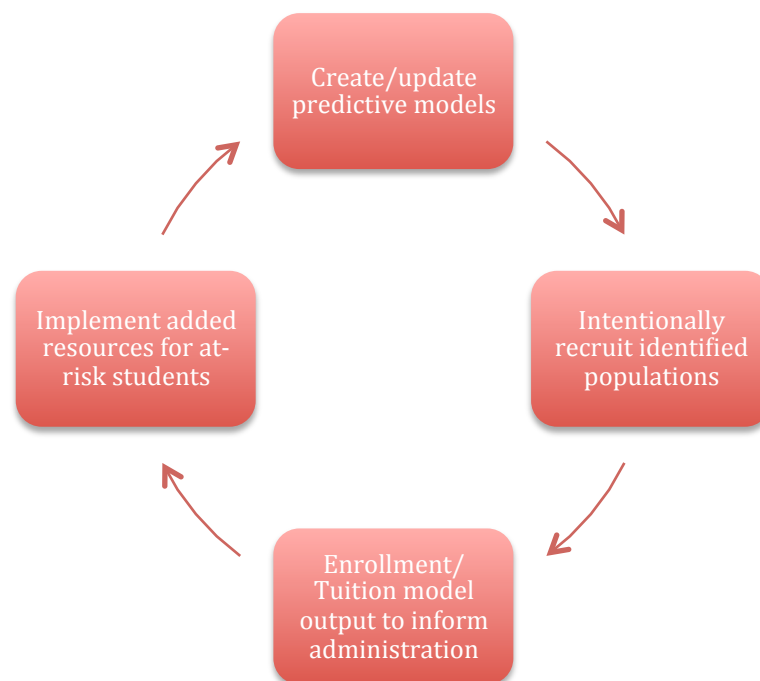 Create/update
predictive models
Intentionally
recruit identified
populations
Enrollment/
Tuition model
output to inform
administration
Implement added
resources for at-
risk students